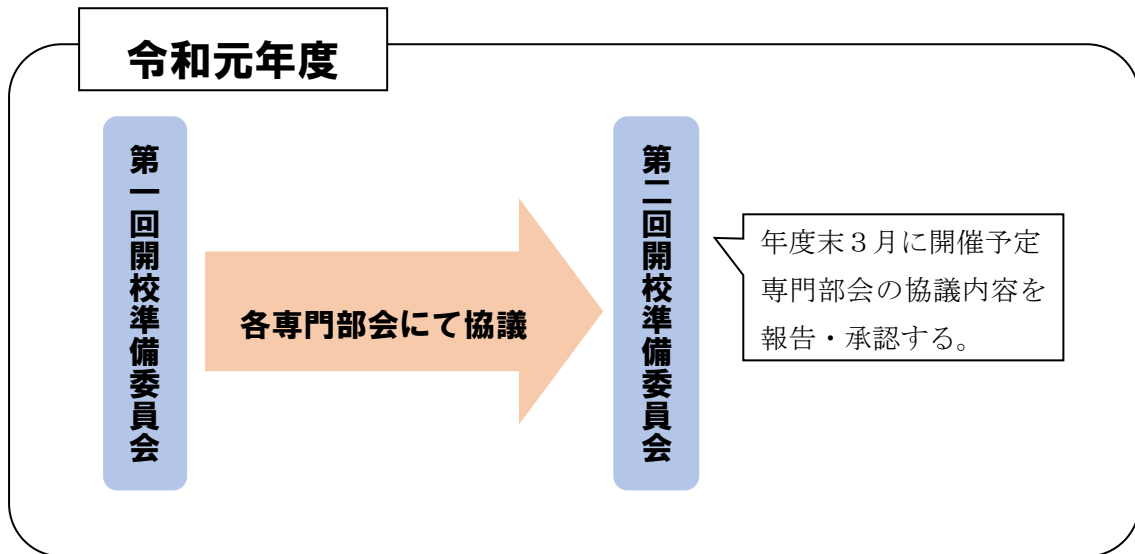 令和元年度
第一回開校準備委員会
各専門部会にて協議
第二回開校準備委員会
年度末３月に開催予定
専門部会の協議内容を
報告・承認する。